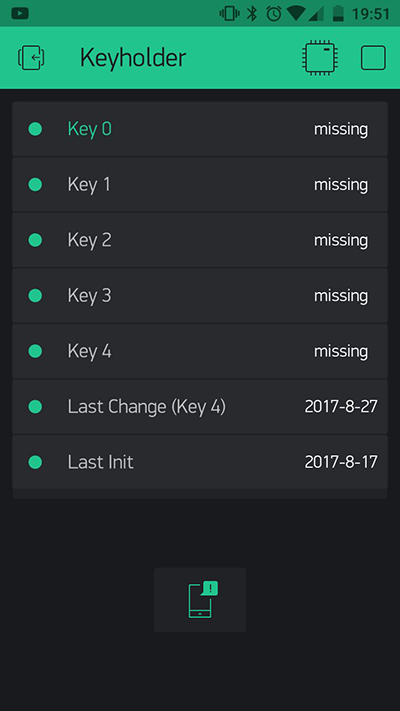 19:51
Keyholder
Key 0 missing
Key 1 missing
Key 2 missing
Key 3 missing
Key 4 missing
Last Change (Key 4) 2017-8-27
Last Init 2017-8-17
!